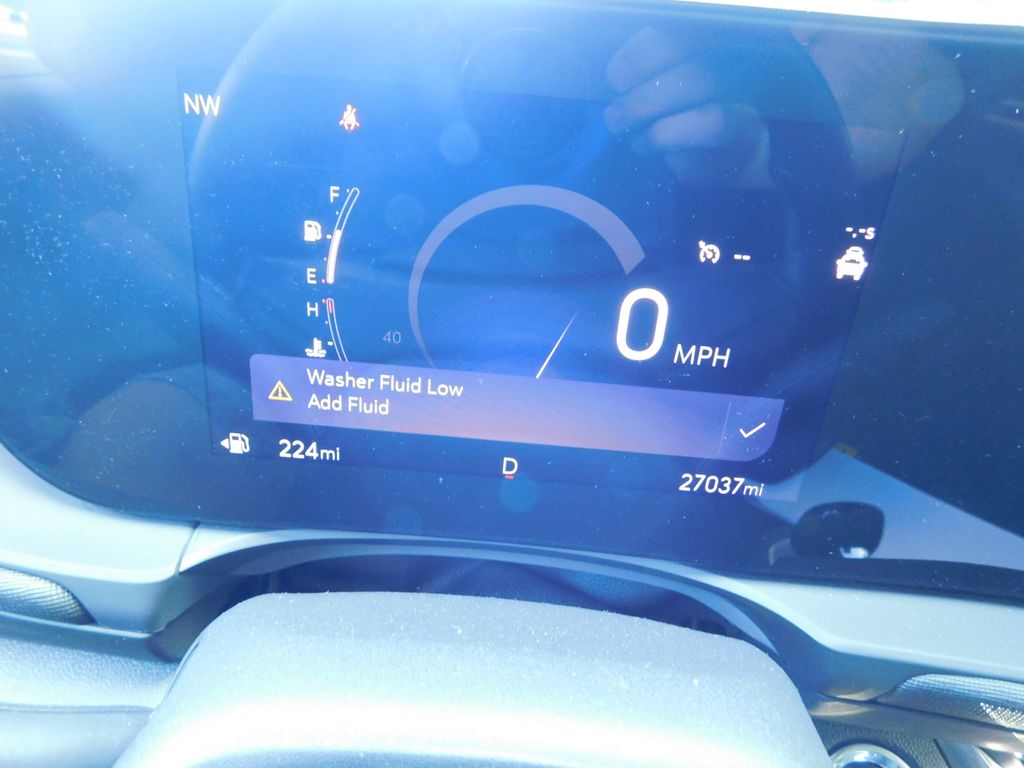 NW
F
E
H
40
-.-s
--
0 MPH
Washer Fluid Low
Add Fluid
224mi
D
27037mi